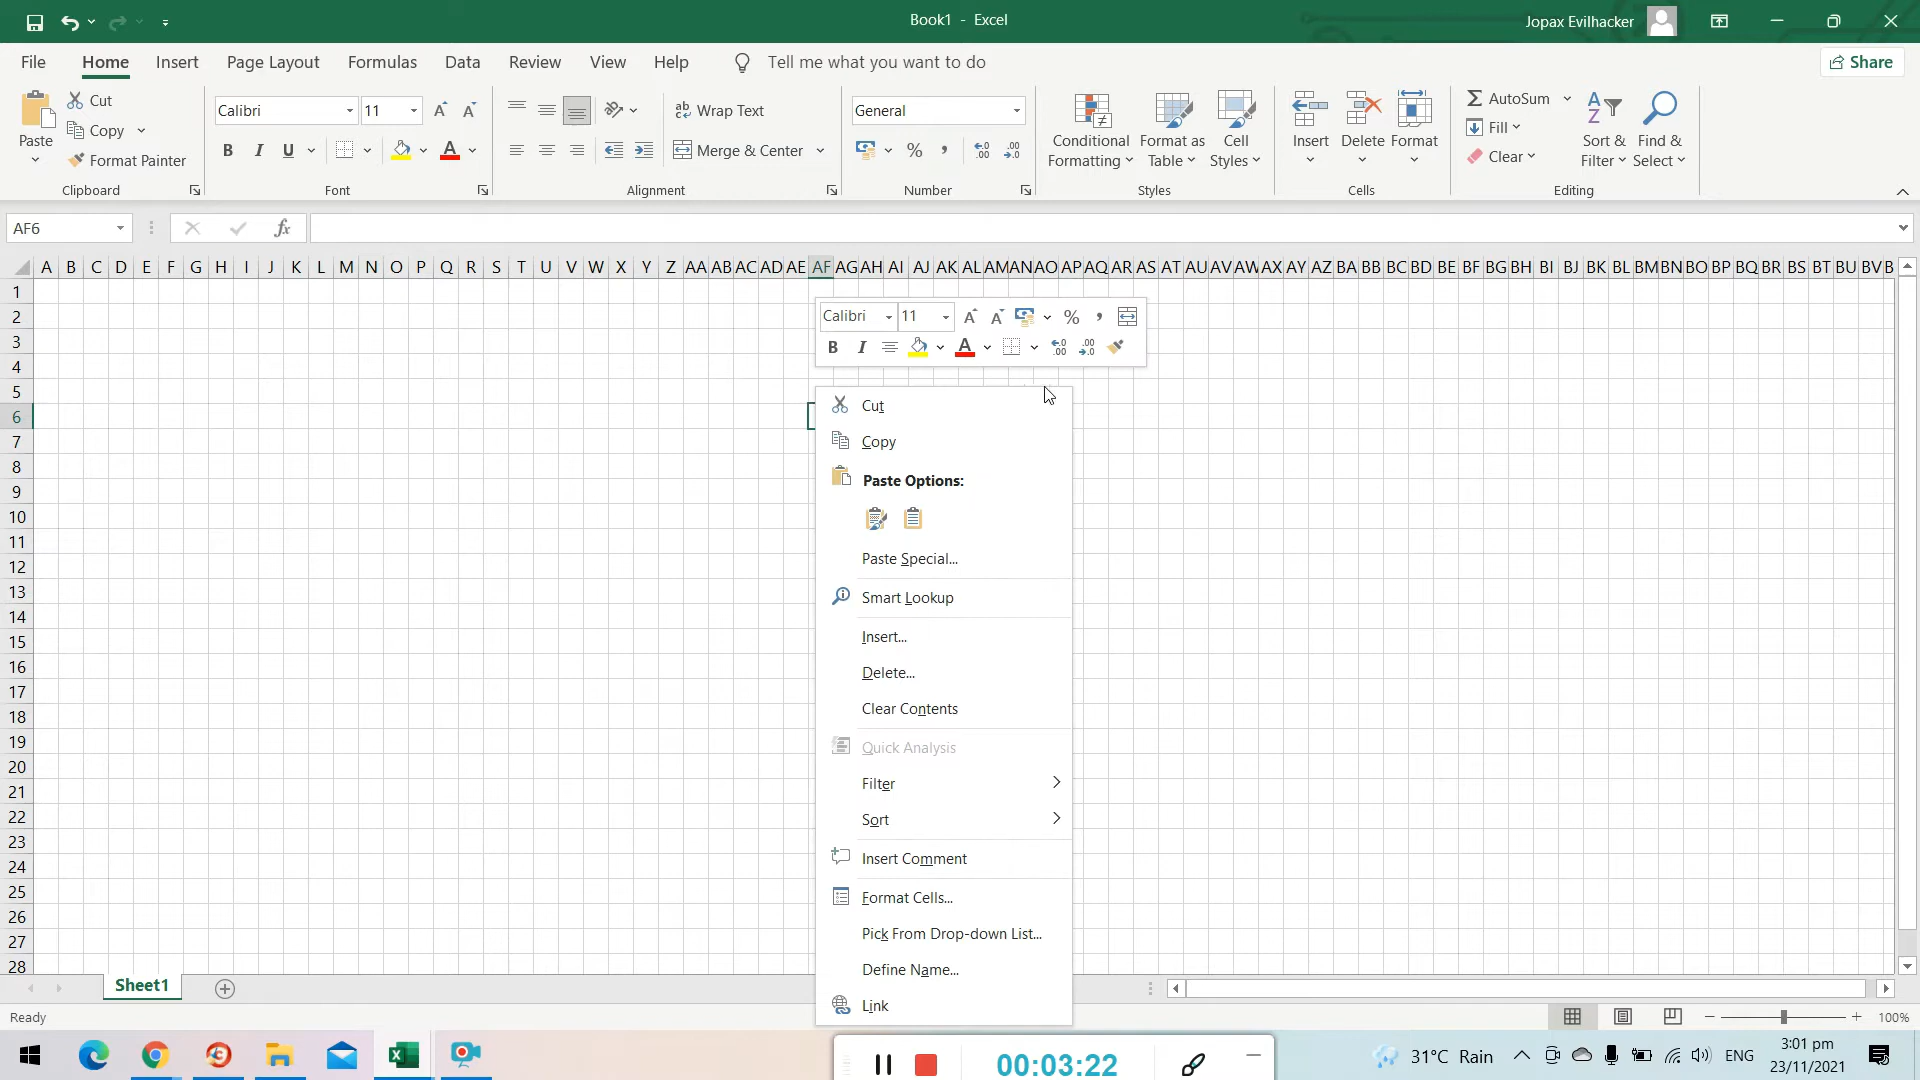 Book1 - Excel
Jopax Evilhacker
File Home Insert Page Layout Formulas Data Review View Help Tell me what you want to do Share
Paste
Cut
Copy
Format Painter
Clipboard
Calibri 11
B I U A
Font
Wrap Text
Merge & Center
Alignment
General
% ,
Number
Conditional Formatting
Format as Table
Cell Styles
Styles
Insert Delete Format
Cells
AutoSum
Fill
Clear
Sort & Filter
Find & Select
Editing
AF6
fx
A B C D E F G H I J K L M N O P Q R S T U V W X Y Z AA AB AC AD AE AF AG AH AI AJ AK AL AM AN AO AP AQ AR AS AT AU AV AW AX AY AZ BA BB BC BD BE BF BG BH BI BJ BK BL BM BN BO BP BQ BR BS BT BU BV B
1
2
3
4
5
6
7
8
9
10
11
12
13
14
15
16
17
18
19
20
21
22
23
24
25
26
27
28
Calibri 11 A A % ,
B I A
Cut
Copy
Paste Options:
Paste Special...
Smart Lookup
Insert...
Delete...
Clear Contents
Quick Analysis
Filter
Sort
Insert Comment
Format Cells...
Pick From Drop-down List...
Define Name...
Link
Sheet1
Ready
100%
00:03:22
31°C Rain
ENG
3:01 pm
23/11/2021